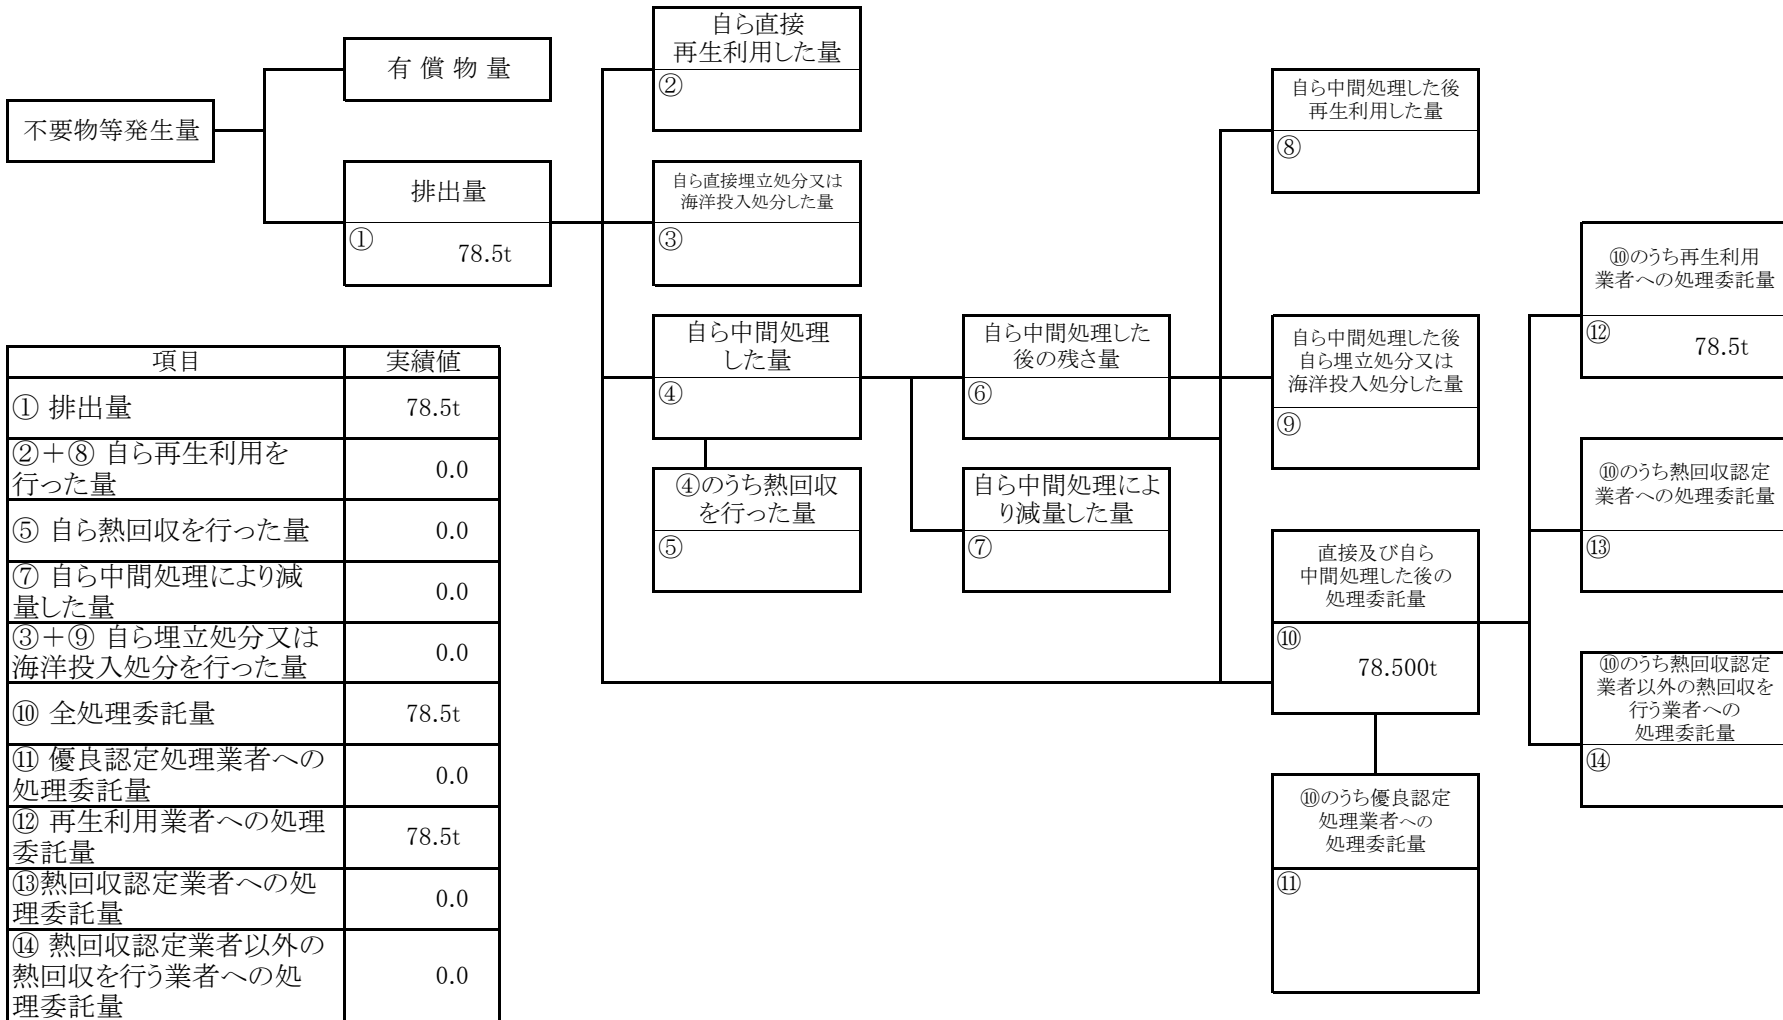 不要物等発生量
有 償 物 量
排出量
①
78.5t
自ら直接
再生利用した量
②
自ら直接埋立処分又は
海洋投入処分した量
③
自ら中間処理
した量
④
④のうち熱回収
を行った量
⑤
自ら中間処理した
後の残さ量
⑥
自ら中間処理によ
り減量した量
⑦
自ら中間処理した後
再生利用した量
⑧
自ら中間処理した後
自ら埋立処分又は
海洋投入処分した量
⑨
直接及び自ら
中間処理した後の
処理委託量
⑩
78.500t
⑩のうち優良認定
処理業者への
処理委託量
⑪
⑩のうち再生利用
業者への処理委託量
⑫
78.5t
⑩のうち熱回収認定
業者への処理委託量
⑬
⑩のうち熱回収認定
業者以外の熱回収を
行う業者への
処理委託量
⑭
項目 実績値
① 排出量 78.5t
②+⑧ 自ら再生利用を
行った量 0.0
⑤ 自ら熱回収を行った量 0.0
⑦ 自ら中間処理により減
量した量 0.0
③+⑨ 自ら埋立処分又は
海洋投入処分を行った量 0.0
⑩ 全処理委託量 78.5t
⑪ 優良認定処理業者への
処理委託量 0.0
⑫ 再生利用業者への処理
委託量 78.5t
⑬熱回収認定業者への処
理委託量 0.0
⑭ 熱回収認定業者以外の
熱回収を行う業者への処
理委託量 0.0